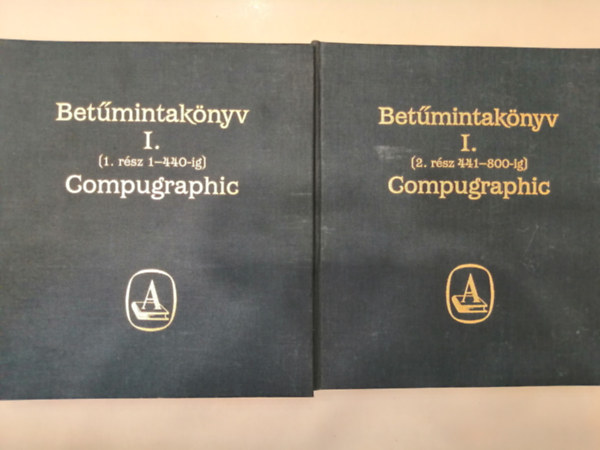 Betűmintakönyv
I.
(1. rész 1–440-ig)
Compugraphic
A
Betűmintakönyv
I.
(2. rész 441–800-ig)
Compugraphic
A